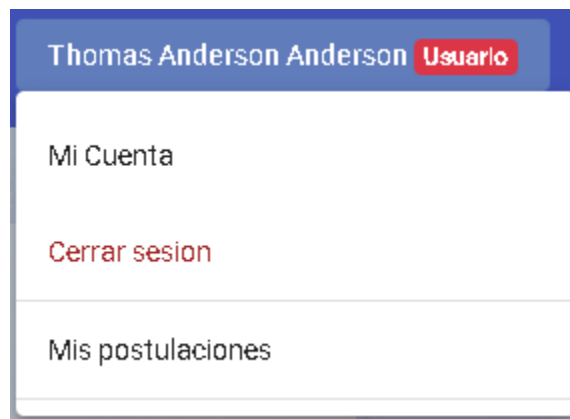 Thomas Anderson Anderson Usuario
Mi Cuenta
Cerrar sesion
Mis postulaciones